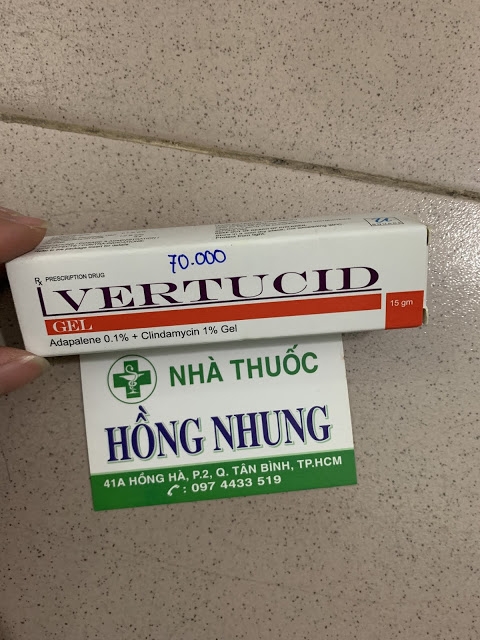 70.000
Rx PRESCRIPTION DRUG
VERTUCID
GEL
15 gm
Adapalene 0.1% + Clindamycin 1% Gel
NHÀ THUỐC
HỒNG NHUNG
41A HỒNG HÀ, P.2, Q. TÂN BÌNH, TP.HCM
: 097 4433 519